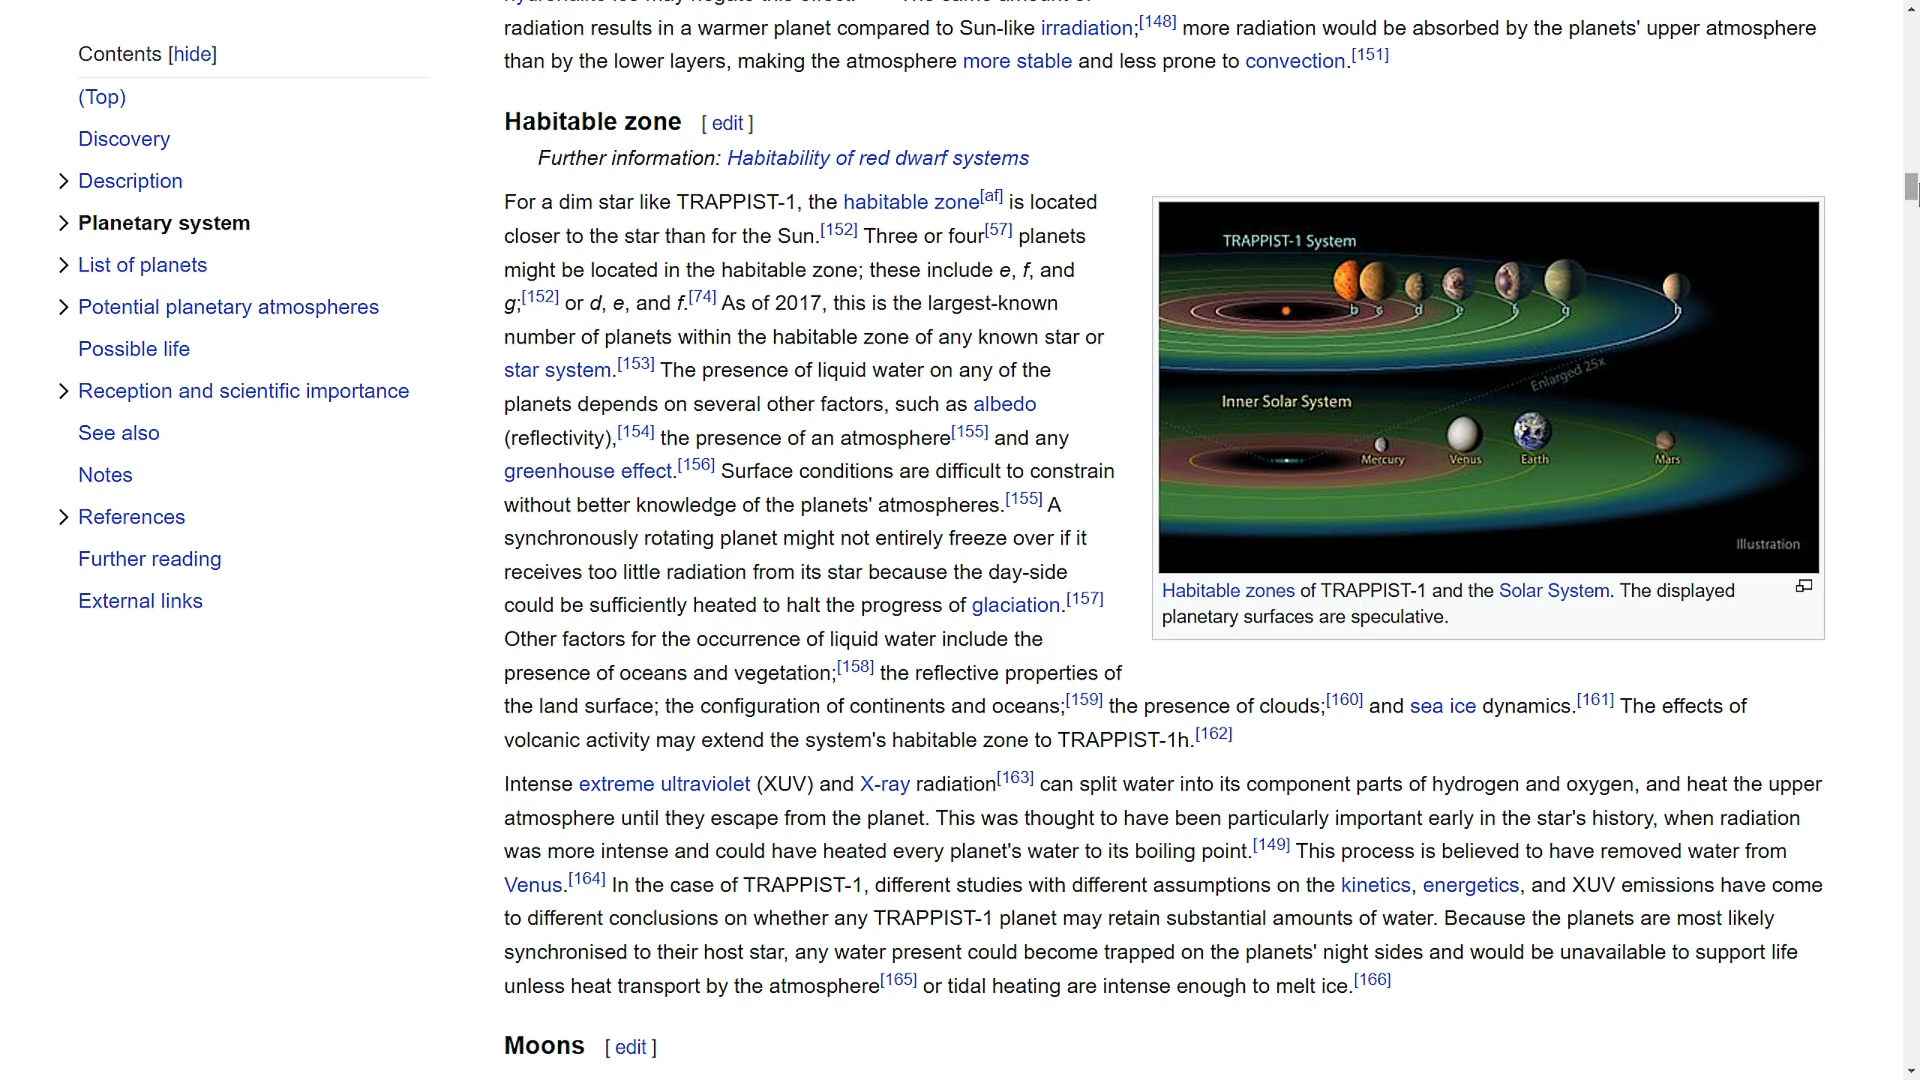 Contents [hide]
(Top)
Discovery
Description
Planetary system
List of planets
Potential planetary atmospheres
Possible life
Reception and scientific importance
See also
Notes
References
Further reading
External links
radiation results in a warmer planet compared to Sun-like irradiation;[148] more radiation would be absorbed by the planets' upper atmosphere
than by the lower layers, making the atmosphere more stable and less prone to convection.[151]
Habitable zone [ edit ]
Further information: Habitability of red dwarf systems
For a dim star like TRAPPIST-1, the habitable zone[af] is located
closer to the star than for the Sun.[152] Three or four[57] planets
might be located in the habitable zone; these include e, f, and
g;[152] or d, e, and f.[74] As of 2017, this is the largest-known
number of planets within the habitable zone of any known star or
star system.[153] The presence of liquid water on any of the
planets depends on several other factors, such as albedo
(reflectivity),[154] the presence of an atmosphere[155] and any
greenhouse effect.[156] Surface conditions are difficult to constrain
without better knowledge of the planets' atmospheres.[155] A
synchronously rotating planet might not entirely freeze over if it
receives too little radiation from its star because the day-side
could be sufficiently heated to halt the progress of glaciation.[157]
Other factors for the occurrence of liquid water include the
presence of oceans and vegetation;[158] the reflective properties of
the land surface; the configuration of continents and oceans;[159] the presence of clouds;[160] and sea ice dynamics.[161] The effects of
volcanic activity may extend the system's habitable zone to TRAPPIST-1h.[162]
TRAPPIST-1 System
b c d e f g h
Enlarged 25x
Inner Solar System
Mercury Venus Earth Mars
Illustration
Habitable zones of TRAPPIST-1 and the Solar System. The displayed
planetary surfaces are speculative.
Intense extreme ultraviolet (XUV) and X-ray radiation[163] can split water into its component parts of hydrogen and oxygen, and heat the upper
atmosphere until they escape from the planet. This was thought to have been particularly important early in the star's history, when radiation
was more intense and could have heated every planet's water to its boiling point.[149] This process is believed to have removed water from
Venus.[164] In the case of TRAPPIST-1, different studies with different assumptions on the kinetics, energetics, and XUV emissions have come
to different conclusions on whether any TRAPPIST-1 planet may retain substantial amounts of water. Because the planets are most likely
synchronised to their host star, any water present could become trapped on the planets' night sides and would be unavailable to support life
unless heat transport by the atmosphere[165] or tidal heating are intense enough to melt ice.[166]
Moons [ edit ]